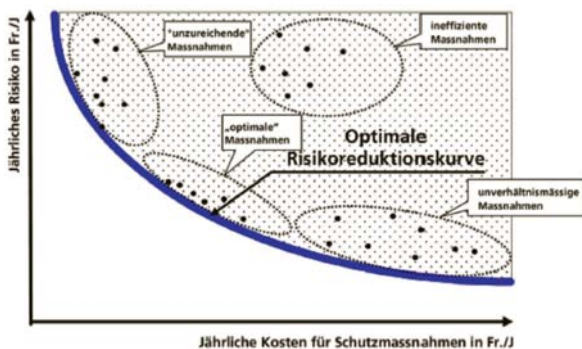 Jährliches Risiko in Fr./J
"unzureichende"
Massnahmen
ineffiziente
Massnahmen
„optimale"
Massnahmen
Optimale
Risikoreduktionskurve
unverhältnismässige
Massnahmen
Jährliche Kosten für Schutzmassnahmen in Fr./J